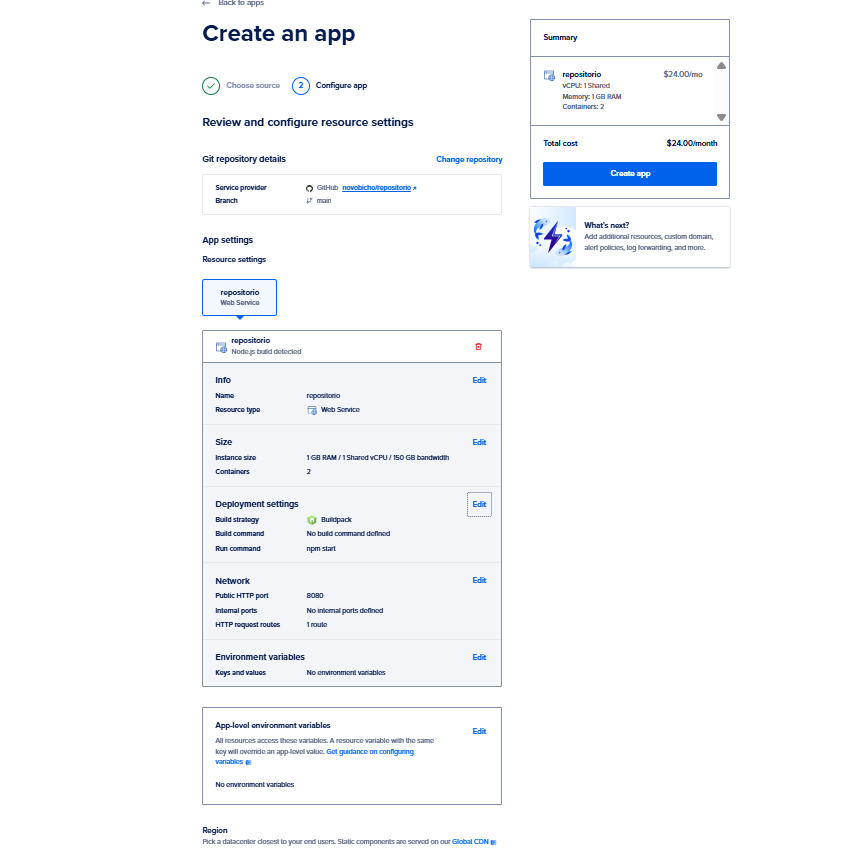 ← Back to apps
Create an app
Choose source
2 Configure app
Review and configure resource settings
Git repository details
Change repository
Service provider GitHub novobicho/repositorio
Branch main
App settings
Resource settings
repositorio
Web Service
repositorio
Node.js build detected
Info Edit
Name repositorio
Resource type Web Service
Size Edit
Instance size 1 GB RAM / 1 Shared vCPU / 150 GB bandwidth
Containers 2
Deployment settings Edit
Build strategy Buildpack
Build command No build command defined
Run command npm start
Network Edit
Public HTTP port 8080
Internal ports No internal ports defined
HTTP request routes 1 route
Environment variables Edit
Keys and values No environment variables
App-level environment variables Edit
All resources access these variables. A resource variable with the same
key will override an app-level value. Get guidance on configuring
variables
No environment variables
Region
Pick a datacenter closest to your end users. Static components are served on our Global CDN
Summary
repositorio $24.00/mo
vCPU: 1 Shared
Memory: 1 GB RAM
Containers: 2
Total cost $24.00/month
Create app
What's next?
Add additional resources, custom domain,
alert policies, log forwarding, and more.